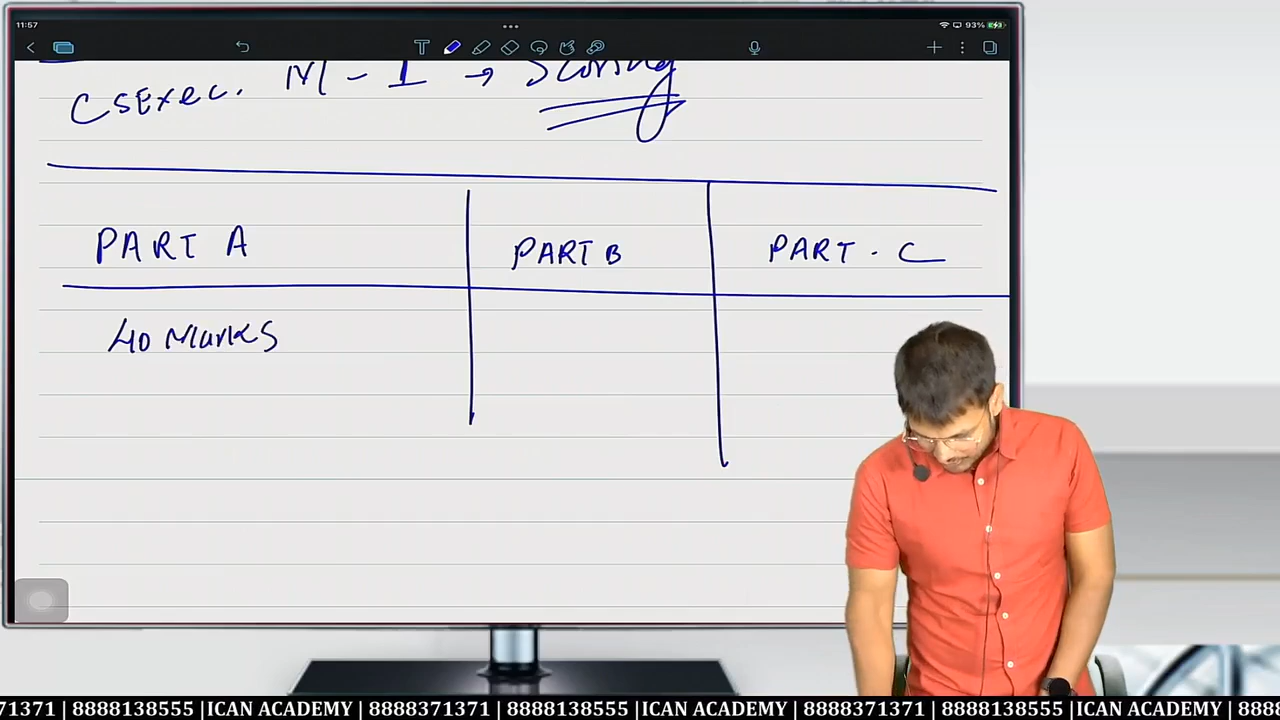 11:57
93%
CSExec. M - I → Scoring
PART A
PART B
PART - C
40 Marks
71371 | 8888138555 | ICAN ACADEMY | 8888371371 | 8888138555 | ICAN ACADEMY | 8888371371 | 8888138555 | ICAN ACADEMY | 888